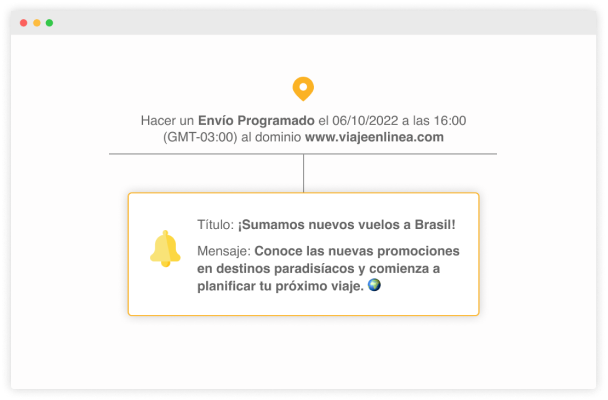 Hacer un Envío Programado el 06/10/2022 a las 16:00
(GMT-03:00) al dominio www.viajeenlinea.com
Título: ¡Sumamos nuevos vuelos a Brasil!
Mensaje: Conoce las nuevas promociones
en destinos paradisíacos y comienza a
planificar tu próximo viaje. 🌍